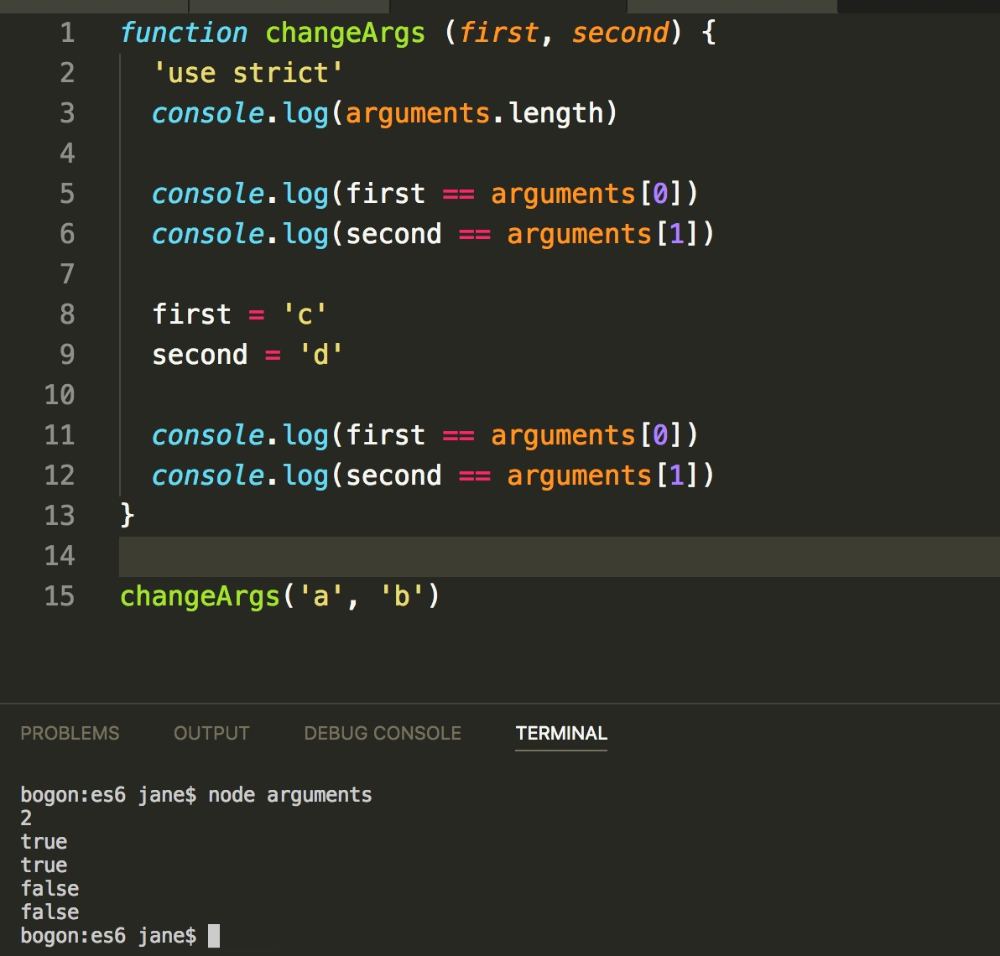 1 function changeArgs (first, second) {
2 'use strict'
3 console.log(arguments.length)
4
5 console.log(first == arguments[0])
6 console.log(second == arguments[1])
7
8 first = 'c'
9 second = 'd'
10
11 console.log(first == arguments[0])
12 console.log(second == arguments[1])
13 }
14
15 changeArgs('a', 'b')
PROBLEMS OUTPUT DEBUG CONSOLE TERMINAL
bogon:es6 jane$ node arguments
2
true
true
false
false
bogon:es6 jane$